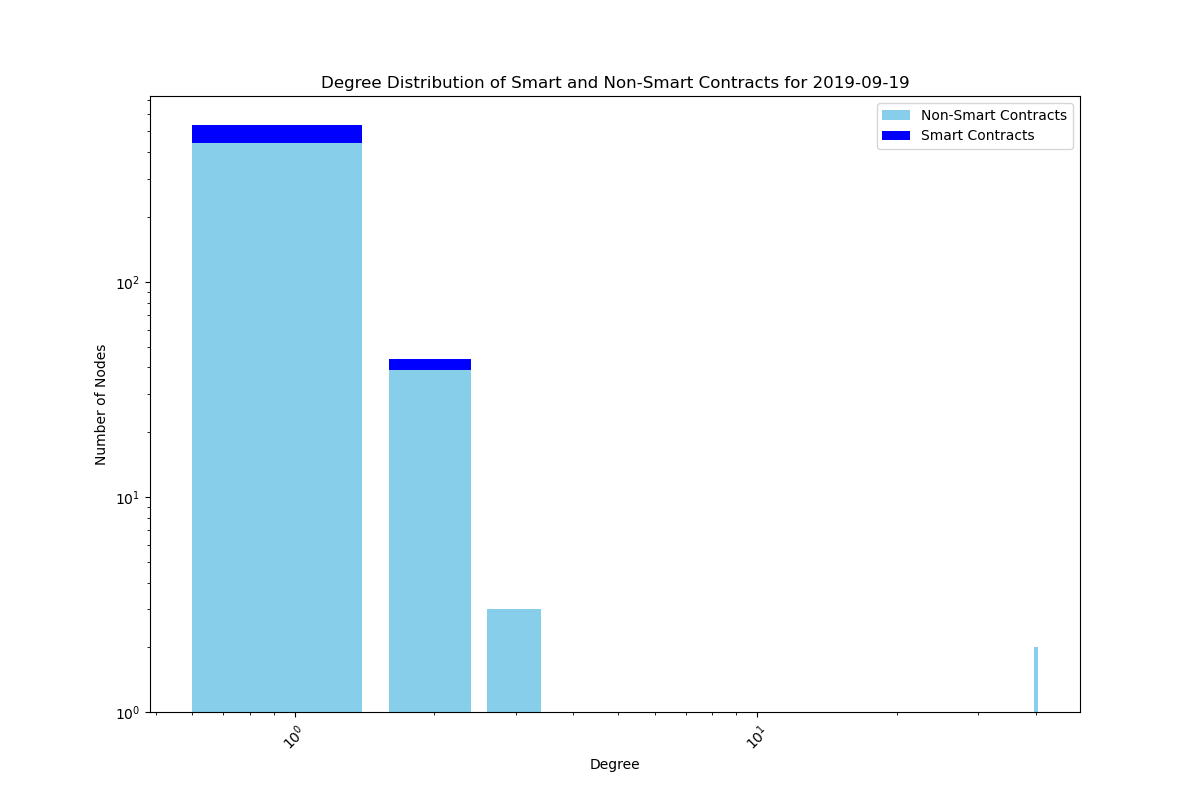 Degree Distribution of Smart and Non-Smart Contracts for 2019-09-19
Non-Smart Contracts
Smart Contracts
Number of Nodes
10²
10¹
10⁰
10⁰
10¹
Degree